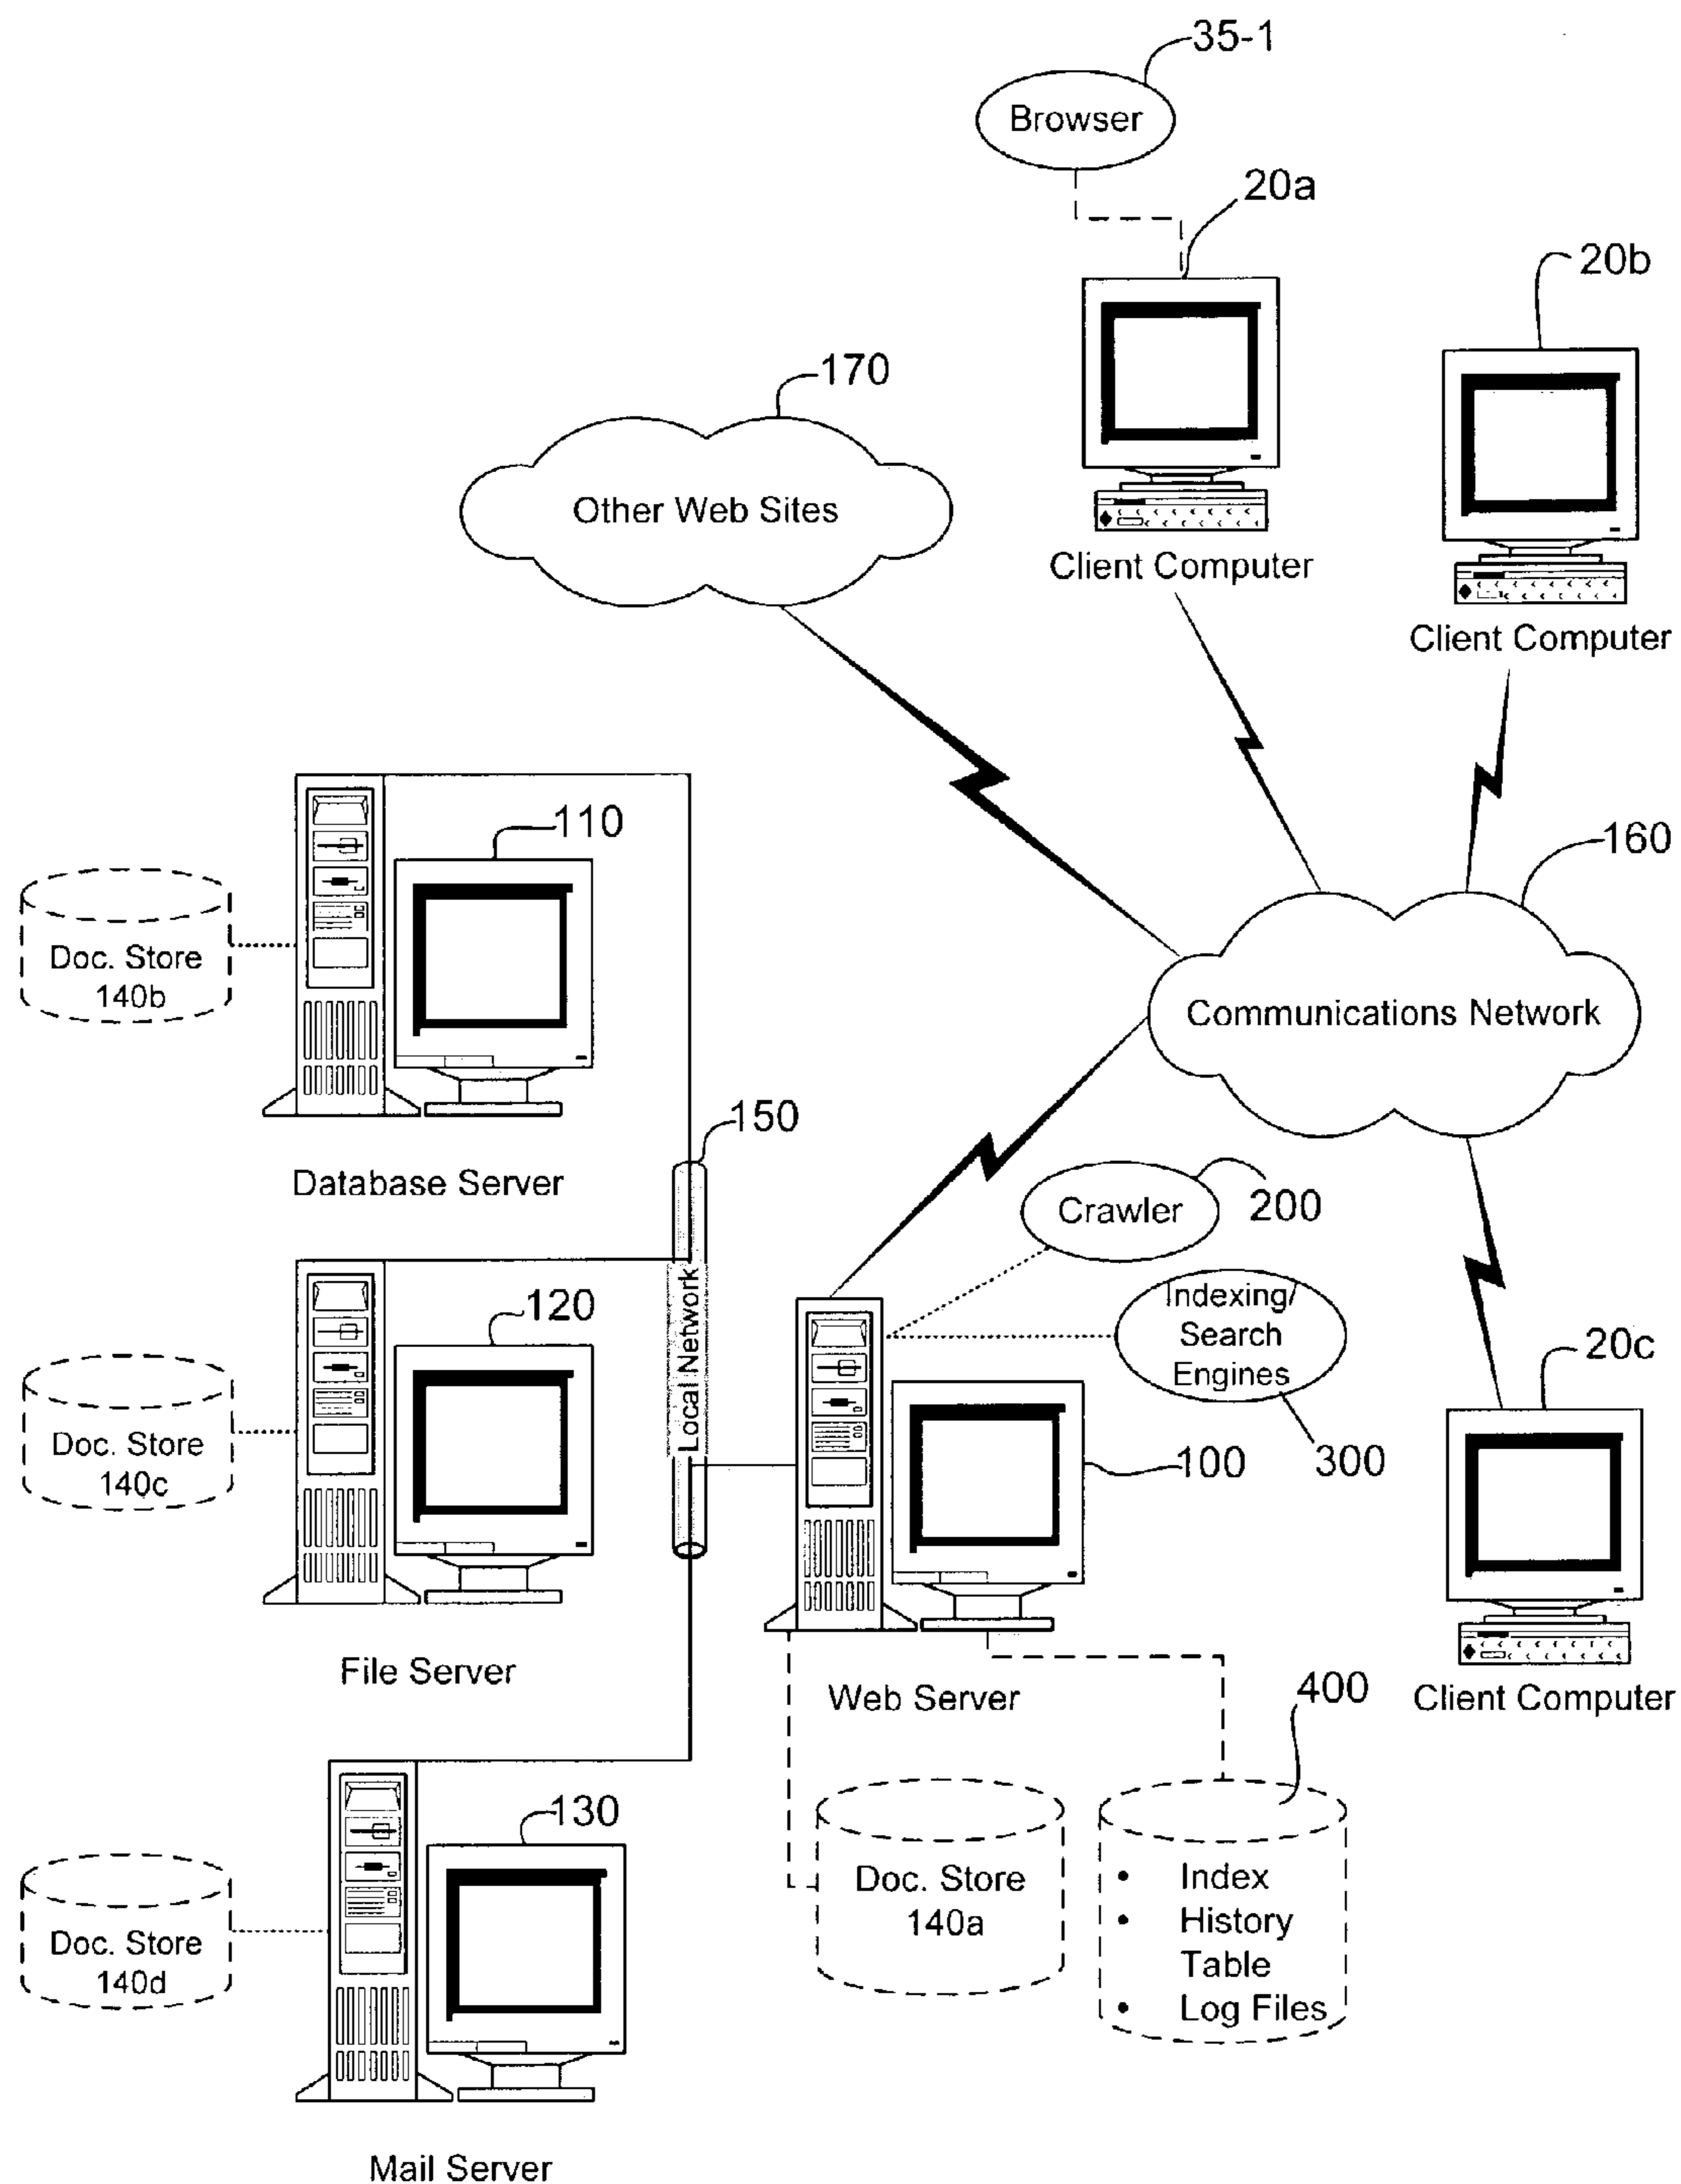 35-1
Browser
20a
20b
170
Other Web Sites
Client Computer
Client Computer
110
160
Doc. Store
140b
Communications Network
150
Database Server
Crawler
200
Local Network
Indexing/
Search
Engines
120
20c
Doc. Store
140c
100
300
File Server
Web Server
400
Client Computer
130
Doc. Store
140a
• Index
• History
Table
• Log Files
Doc. Store
140d
Mail Server